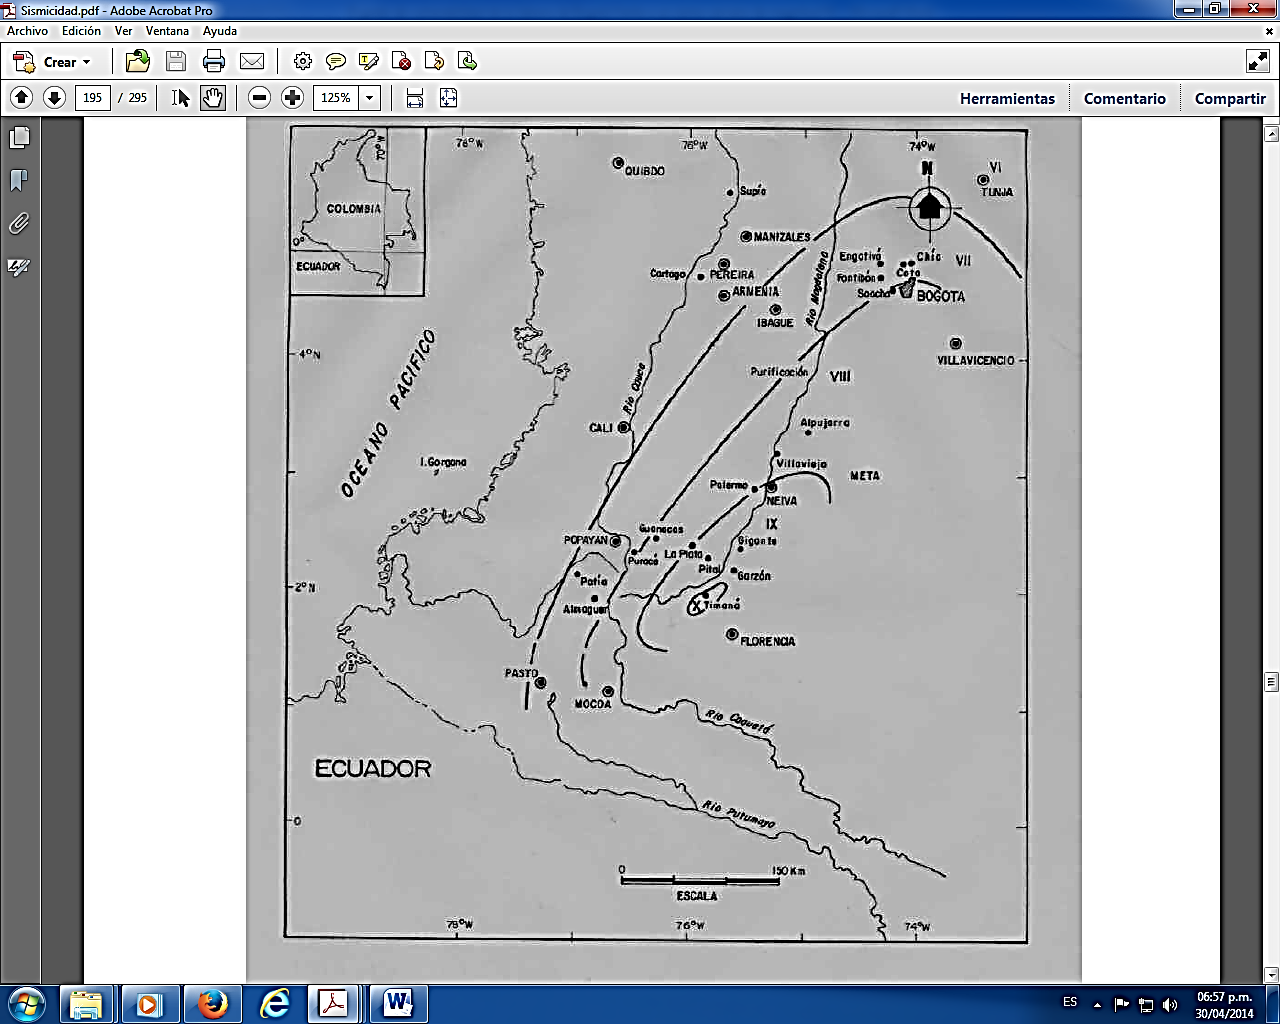 Sismicidad.pdf - Adobe Acrobat Pro
Archivo Edición Ver Ventana Ayuda
Crear
195 / 295 125% Herramientas Comentario Compartir
78°W 76°W 74°W
70°W
COLOMBIA
0°
ECUADOR
QUIBDO
Supía
N
VI
TUNJA
MANIZALES
Cartago PEREIRA
ARMENIA
IBAGUE
Río Magdalena
Engativá Chía VII
Fontibón Cota
Soacha BOGOTA
4°N
VILLAVICENCIO
OCEANO PACIFICO
Río Cauca
Purificación VIII
CALI
Alpujarra
I. Gorgona
Villavieja
Palermo META
NEIVA
IX
Guanacas
POPAYAN
Puracé La Plata Gigante
Pital
Garzón
2°N
Patía
Almaguer X Timaná
FLORENCIA
PASTO
MOCOA
Río Caquetá
ECUADOR
Río Putumayo
0
0 150 Km
ESCALA
78°W 76°W 74°W
ES 06:57 p.m.
30/04/2014